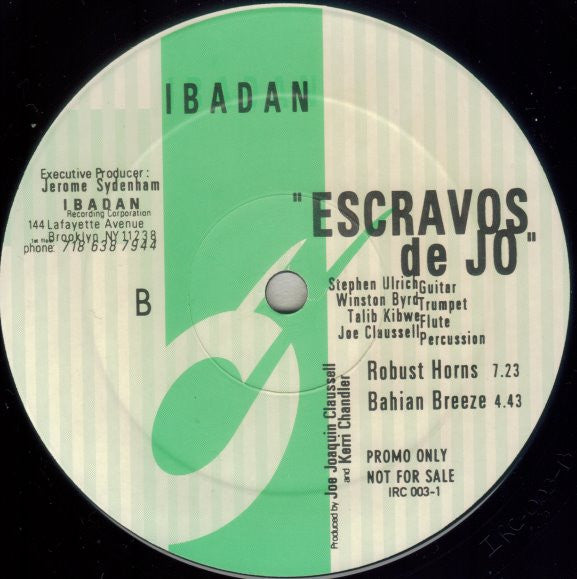 IBADAN
Executive Producer :
Jerome Sydenham
IBADAN
Recording Corporation
144 Lafayette Avenue
1st floor
Brooklyn NY 11238
phone: 718 638 7944
B
"ESCRAVOS
de JO"
Stephen Ulrich Guitar
Winston Byrd Trumpet
Talib Kibwe Flute
Joe Claussell Percussion
Robust Horns 7.23
Bahian Breeze 4.43
Produced by Joe Joaquin Claussell
and Kerri Chandler
PROMO ONLY
NOT FOR SALE
IRC 003-1